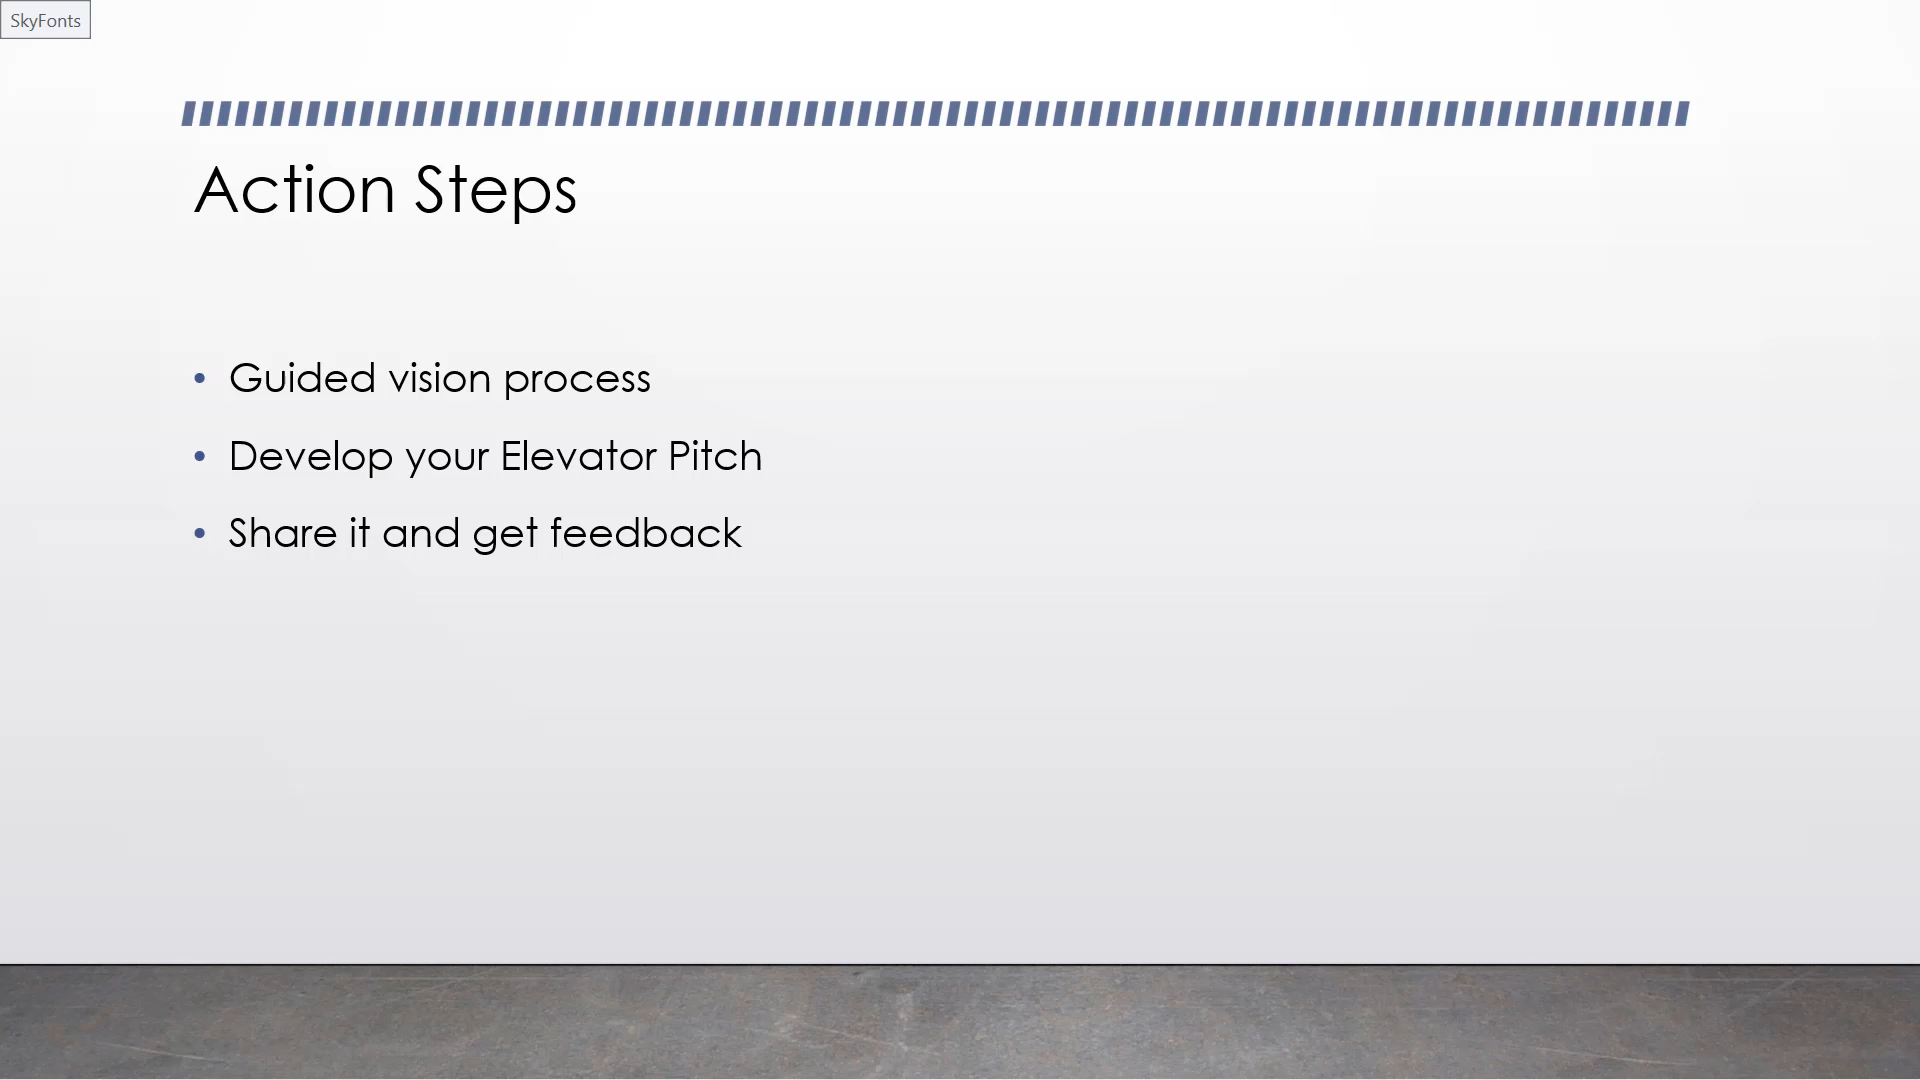 SkyFonts
Action Steps
• Guided vision process
• Develop your Elevator Pitch
• Share it and get feedback